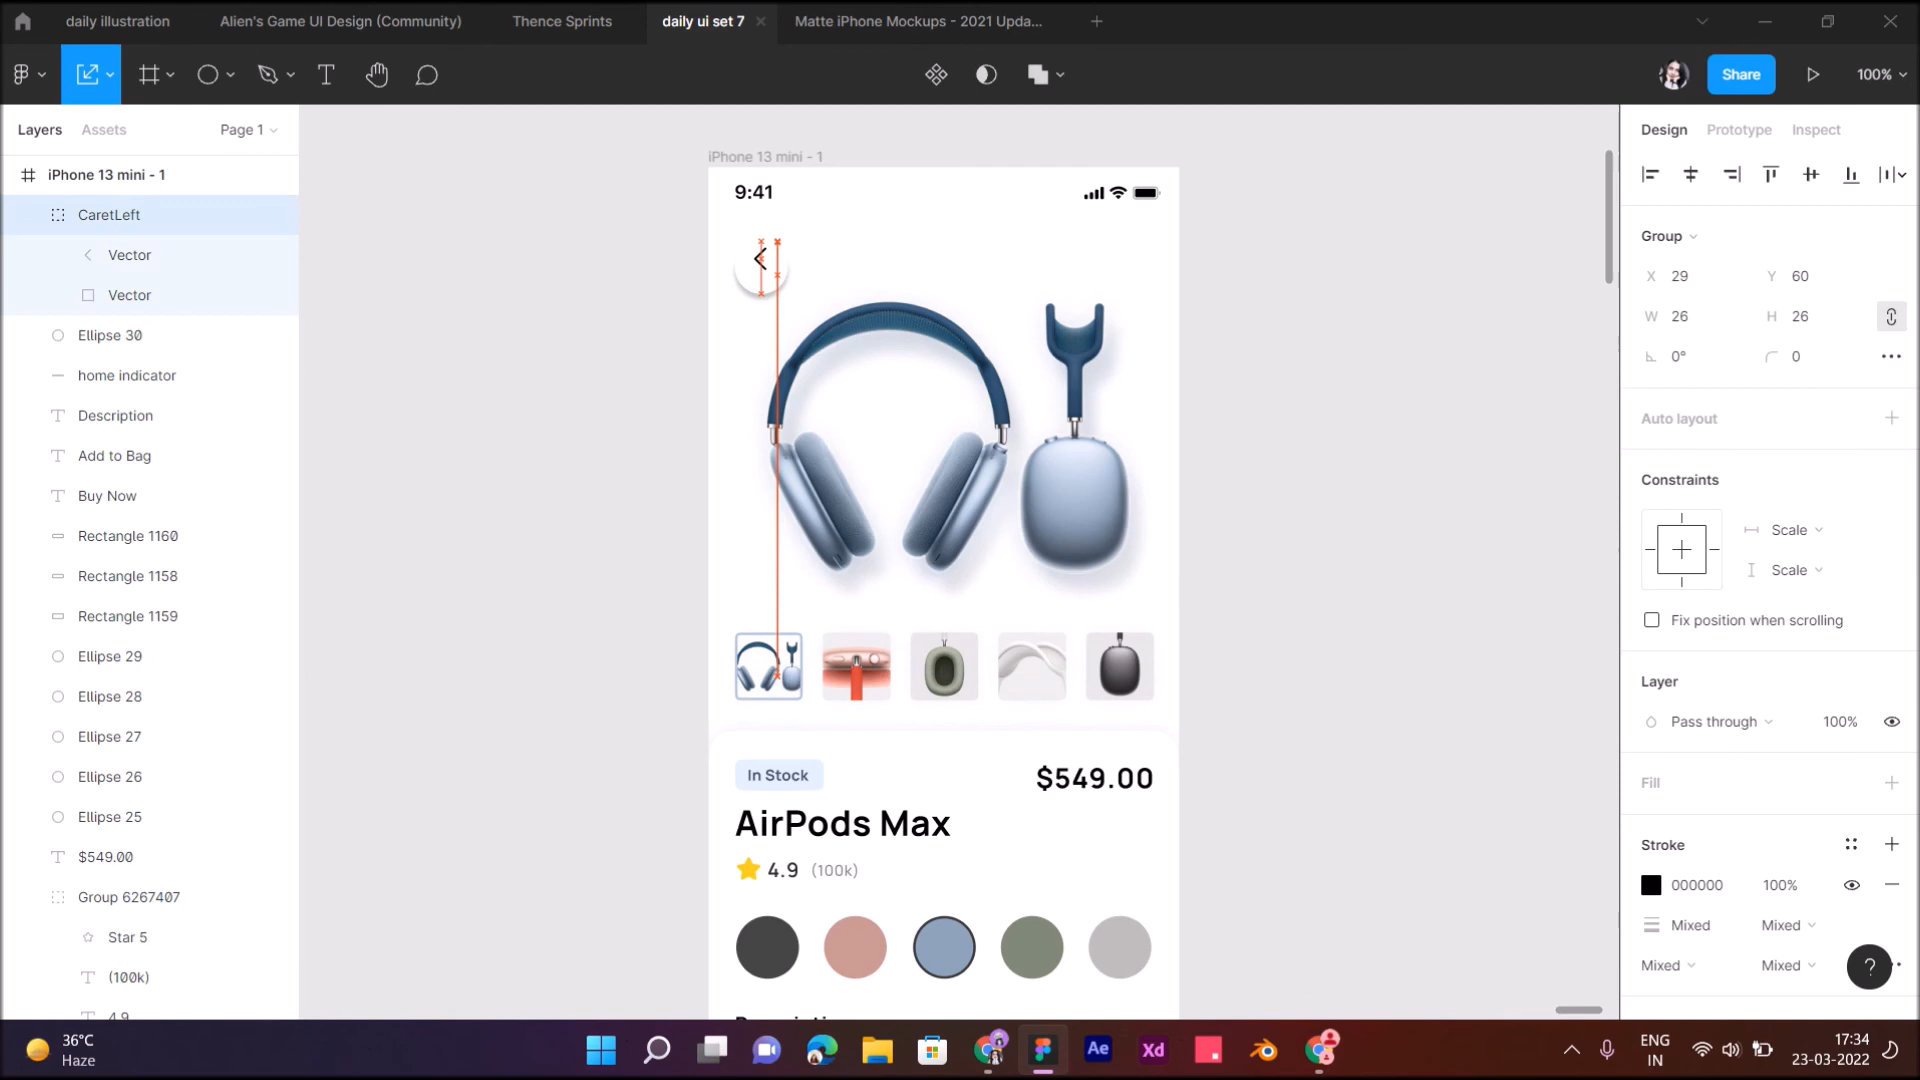 daily illustration
Alien's Game UI Design (Community)
Thence Sprints
daily ui set 7
Matte iPhone Mockups - 2021 Upda...
Share
100%
Layers
Assets
Page 1
iPhone 13 mini - 1
CaretLeft
Vector
Vector
Ellipse 30
home indicator
Description
Add to Bag
Buy Now
Rectangle 1160
Rectangle 1158
Rectangle 1159
Ellipse 29
Ellipse 28
Ellipse 27
Ellipse 26
Ellipse 25
$549.00
Group 6267407
Star 5
(100k)
4.9
iPhone 13 mini - 1
9:41
In Stock
$549.00
AirPods Max
4.9 (100k)
Design
Prototype
Inspect
Group
X 29
Y 60
W 26
H 26
0°
0
Auto layout
Constraints
Scale
Scale
Fix position when scrolling
Layer
Pass through
100%
Fill
Stroke
000000
100%
Mixed
Mixed
Mixed
Mixed
?
36°C
Haze
Ae
Xd
ENG
IN
17:34
23-03-2022